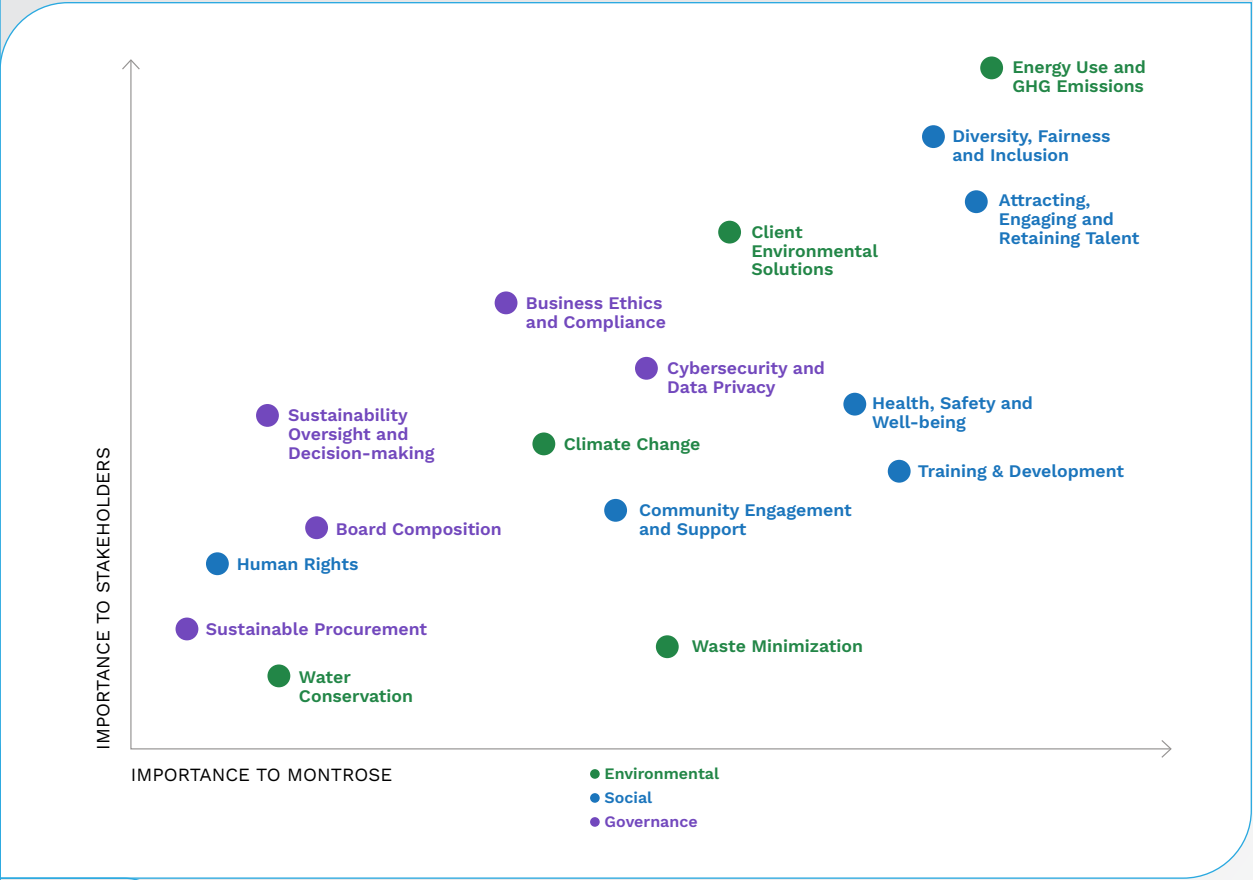 Energy Use and
GHG Emissions
Diversity, Fairness
and Inclusion
Attracting,
Engaging and
Retaining Talent
Client
Environmental
Solutions
Business Ethics
and Compliance
Cybersecurity and
Data Privacy
Health, Safety and
Well-being
Sustainability
Oversight and
Decision-making
Climate Change
Training & Development
Community Engagement
and Support
Board Composition
Human Rights
Sustainable Procurement
Waste Minimization
Water
Conservation
IMPORTANCE TO STAKEHOLDERS
IMPORTANCE TO MONTROSE
Environmental
Social
Governance